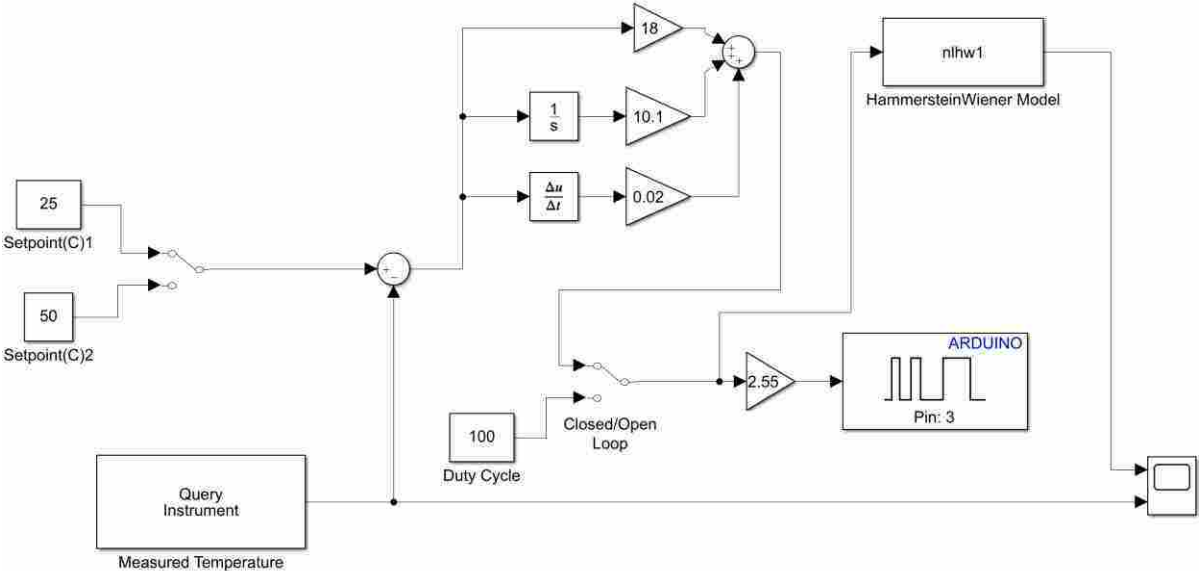 18
nlhw1
HammersteinWiener Model
1
s
10.1
Δu
Δt
0.02
25
Setpoint(C)1
50
Setpoint(C)2
ARDUINO
2.55
Pin: 3
100
Duty Cycle
Closed/Open
Loop
Query
Instrument
Measured Temperature